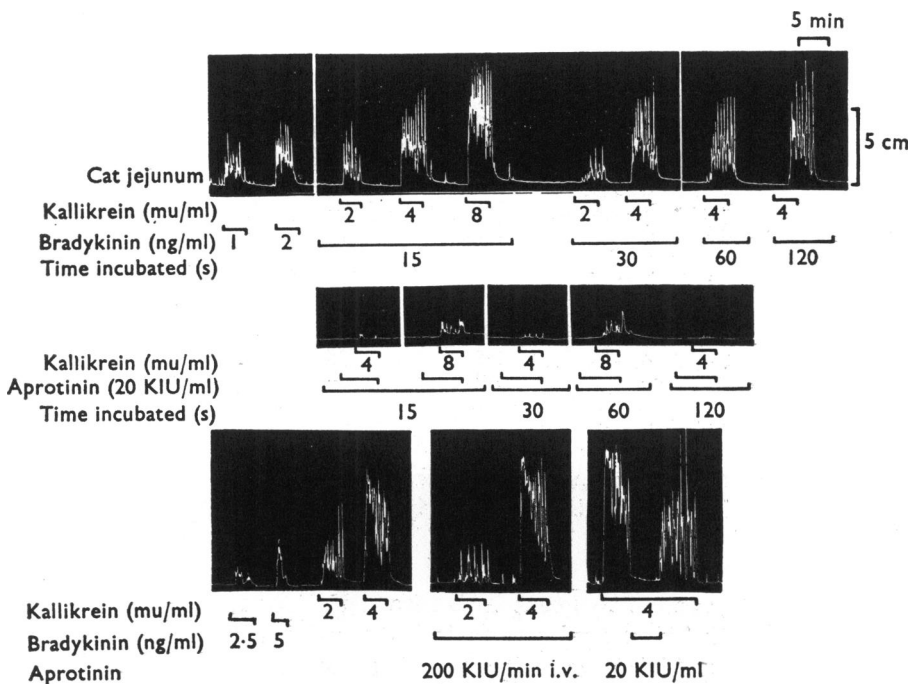 5 min
5 cm
Cat jejunum
Kallikrein (mu/ml) 2 4 8 2 4 4 4
Bradykinin (ng/ml) 1 2
Time incubated (s) 15 30 60 120
Kallikrein (mu/ml) 4 8 4 8 4
Aprotinin (20 KIU/ml)
Time incubated (s) 15 30 60 120
Kallikrein (mu/ml) 2 4 2 4 4
Bradykinin (ng/ml) 2·5 5
Aprotinin 200 KIU/min i.v. 20 KIU/ml